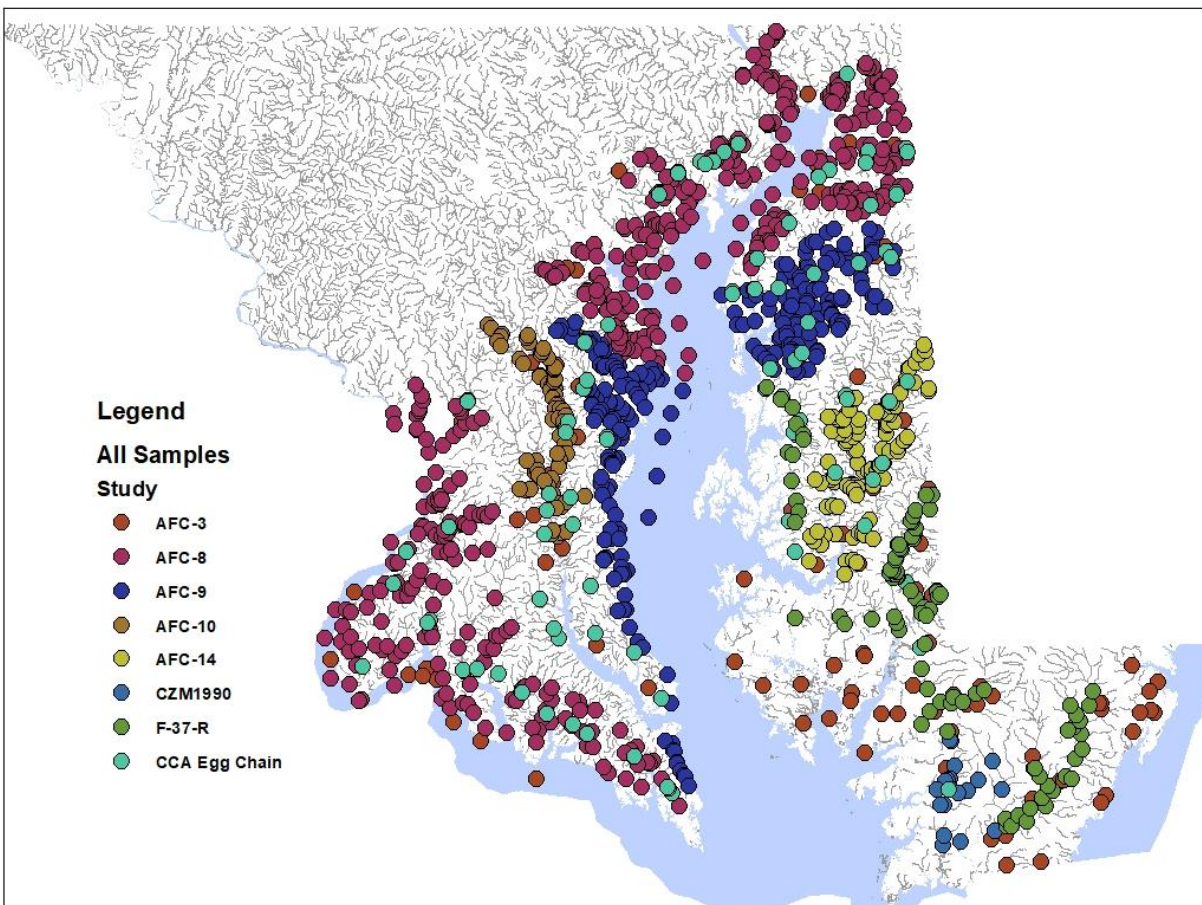 Legend
All Samples
Study
AFC-3
AFC-8
AFC-9
AFC-10
AFC-14
CZM1990
F-37-R
CCA Egg Chain